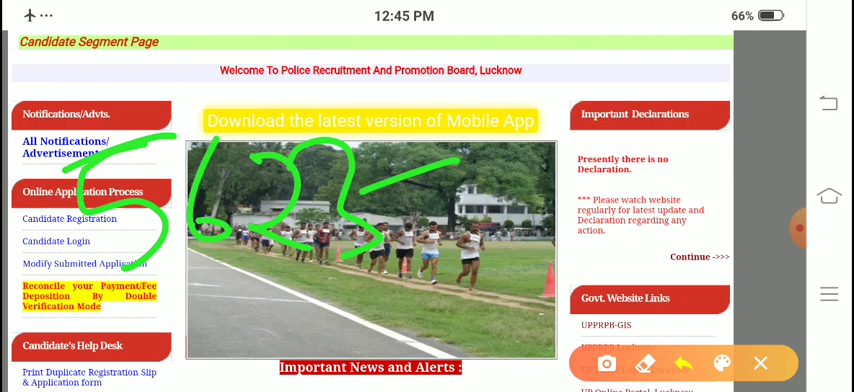 12:45 PM
66%
Candidate Segment Page
Welcome To Police Recruitment And Promotion Board, Lucknow
Notifications/Advts.
All Notifications/
Advertisement
Online Application Process
Candidate Registration
Candidate Login
Modify Submitted Application
Reconcile your Payment/Fee
Deposition By Double
Verification Mode
Candidate's Help Desk
Print Duplicate Registration Slip
& Application form
Download the latest version of Mobile App
Important News and Alerts :
Important Declarations
Presently there is no
Declaration.
*** Please watch website
regularly for latest update and
Declaration regarding any
action.
Continue ->>>
Govt. Website Links
UPPRPB-GIS
UP Online Portal, Lucknow